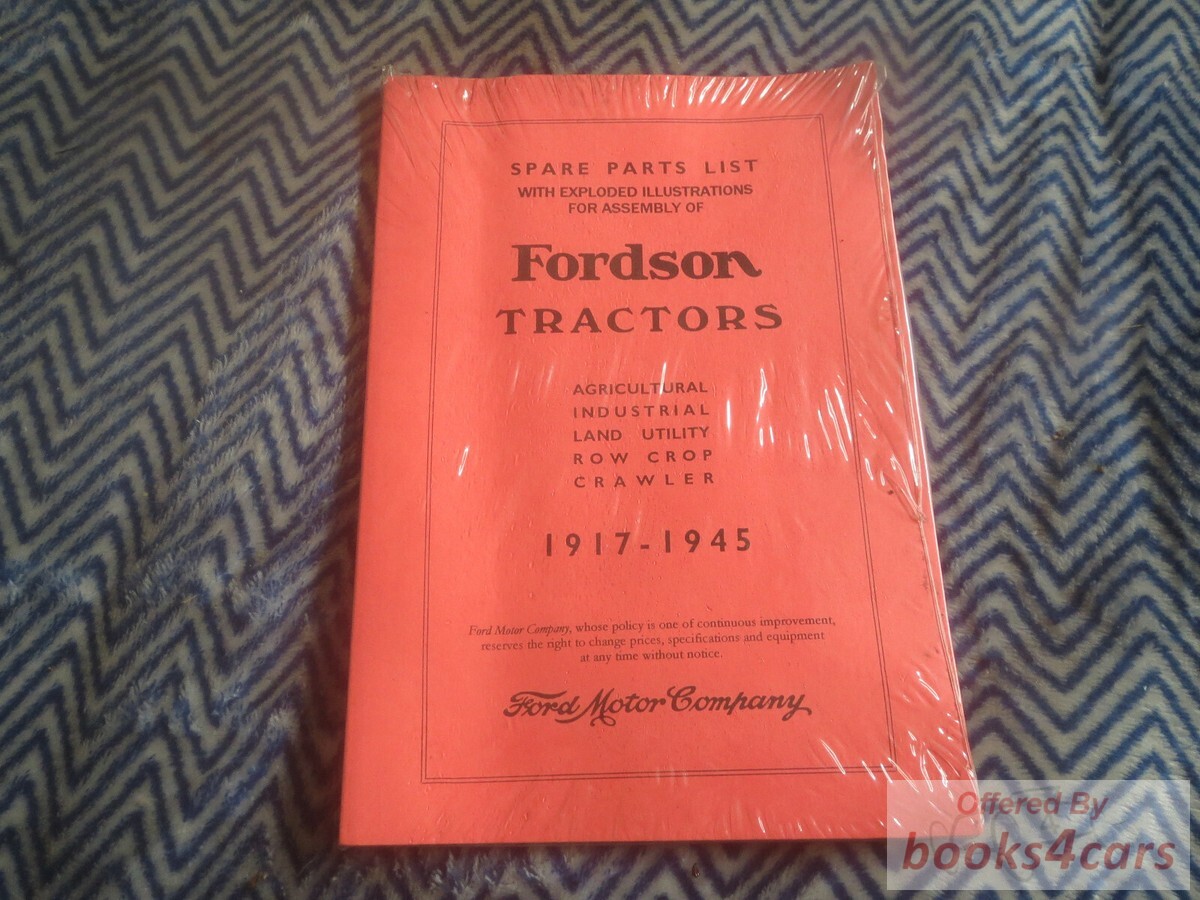 SPARE PARTS LIST
WITH EXPLODED ILLUSTRATIONS
FOR ASSEMBLY OF
Fordson
TRACTORS
AGRICULTURAL
INDUSTRIAL
LAND UTILITY
ROW CROP
CRAWLER
1917-1945
Ford Motor Company, whose policy is one of continuous improvement,
reserves the right to change prices, specifications and equipment
at any time without notice.
Ford Motor Company
Offered By
books4cars